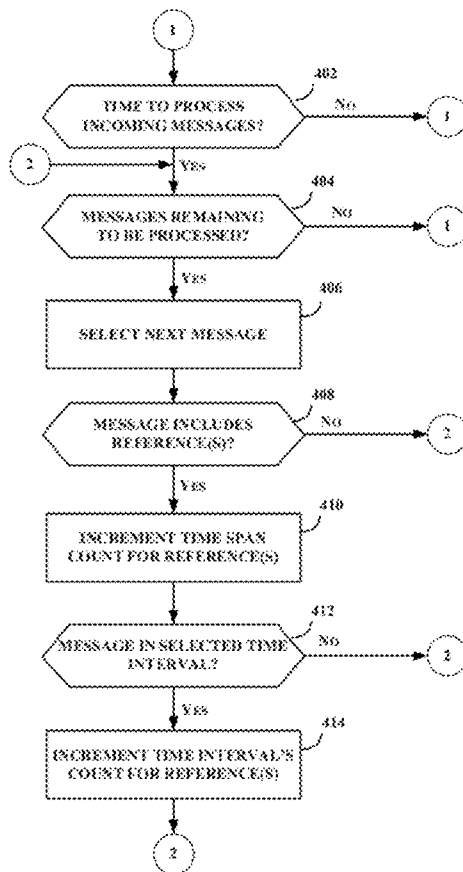 1
402
TIME TO PROCESS
INCOMING MESSAGES?
NO
1
2
YES
404
MESSAGES REMAINING
TO BE PROCESSED?
NO
1
YES
406
SELECT NEXT MESSAGE
408
MESSAGE INCLUDES
REFERENCE(S)?
NO
2
YES
410
INCREMENT TIME SPAN
COUNT FOR REFERENCE(S)
412
MESSAGE IN SELECTED TIME
INTERVAL?
NO
2
YES
414
INCREMENT TIME INTERVAL'S
COUNT FOR REFERENCE(S)
2